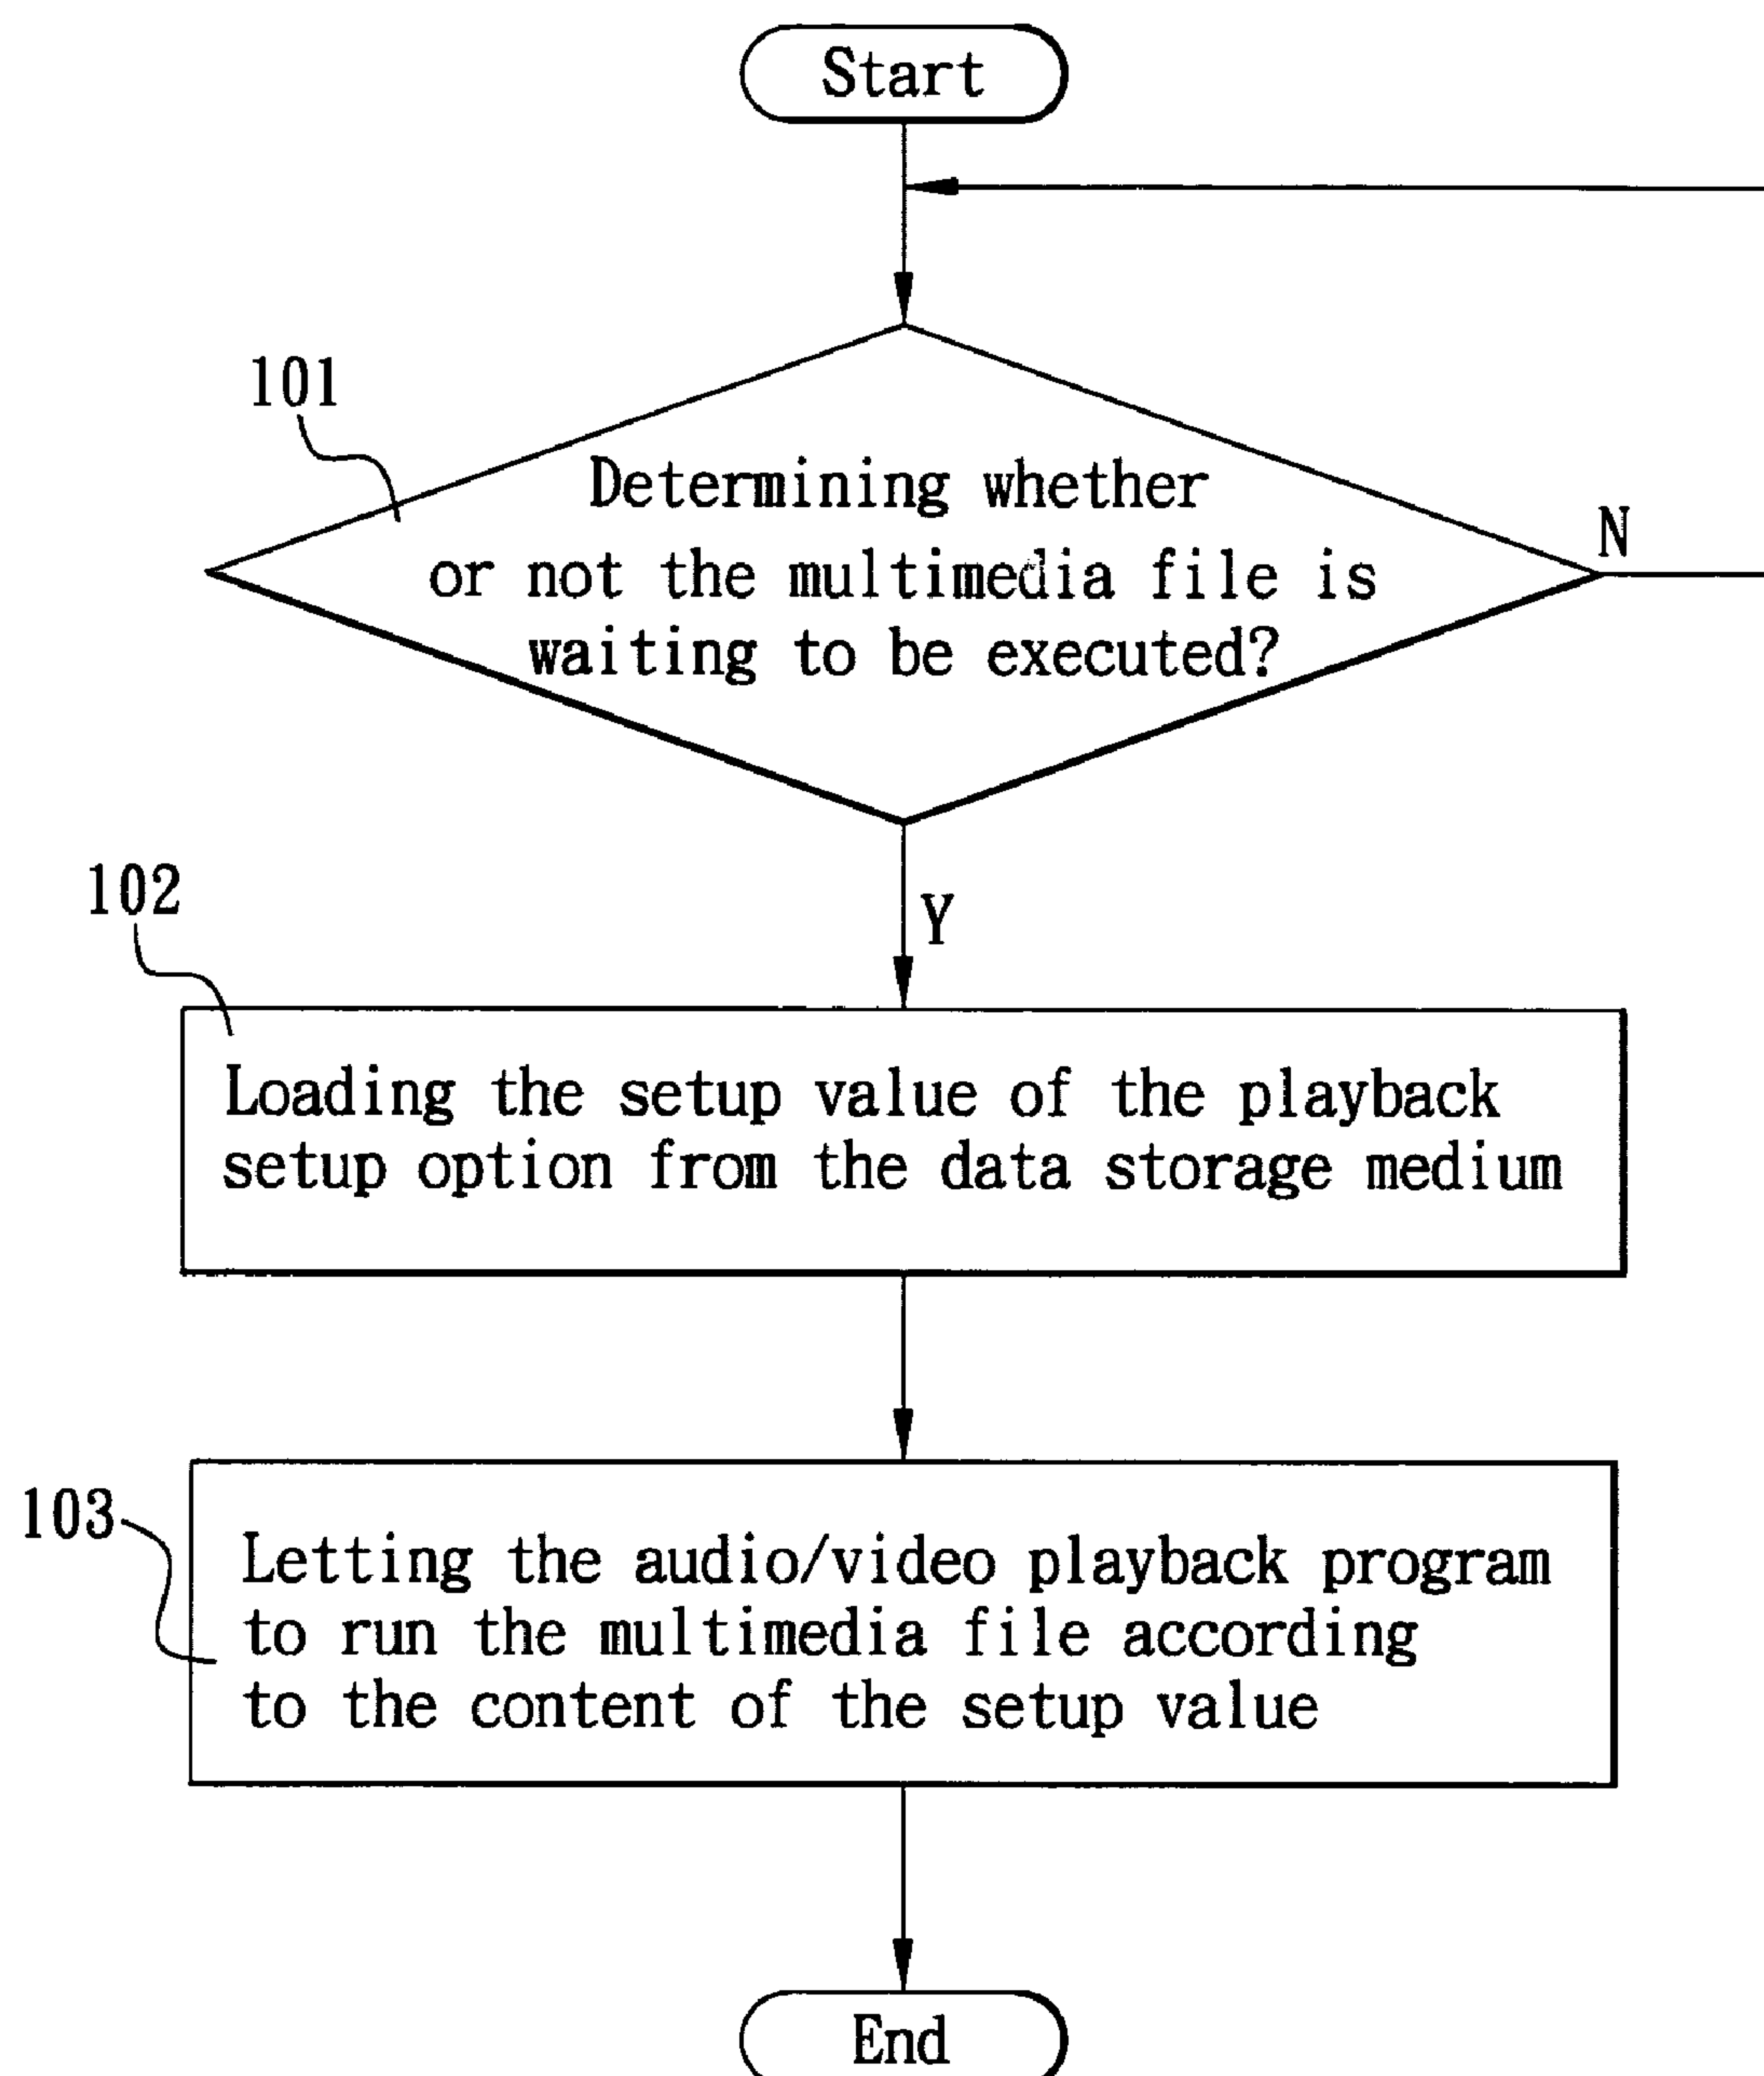 Start
101
Determining whether
or not the multimedia file is
waiting to be executed?
N
102
Y
Loading the setup value of the playback
setup option from the data storage medium
103
Letting the audio/video playback program
to run the multimedia file according
to the content of the setup value
End